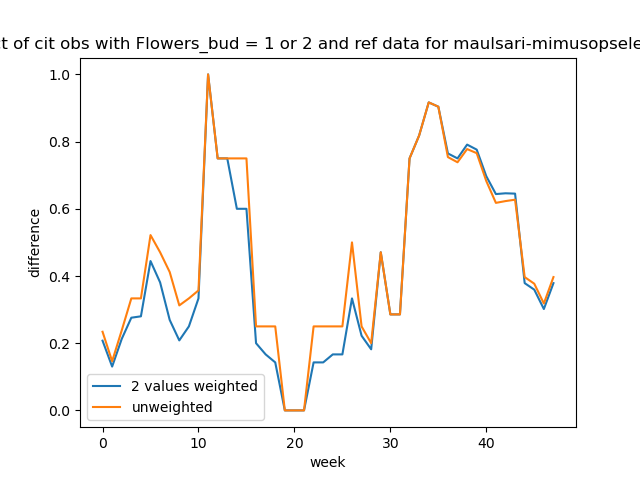 ct of cit obs with Flowers_bud = 1 or 2 and ref data for maulsari-mimusopsele
1.0
0.8
0.6
0.4
0.2
0.0
difference
2 values weighted
unweighted
0 10 20 30 40
week